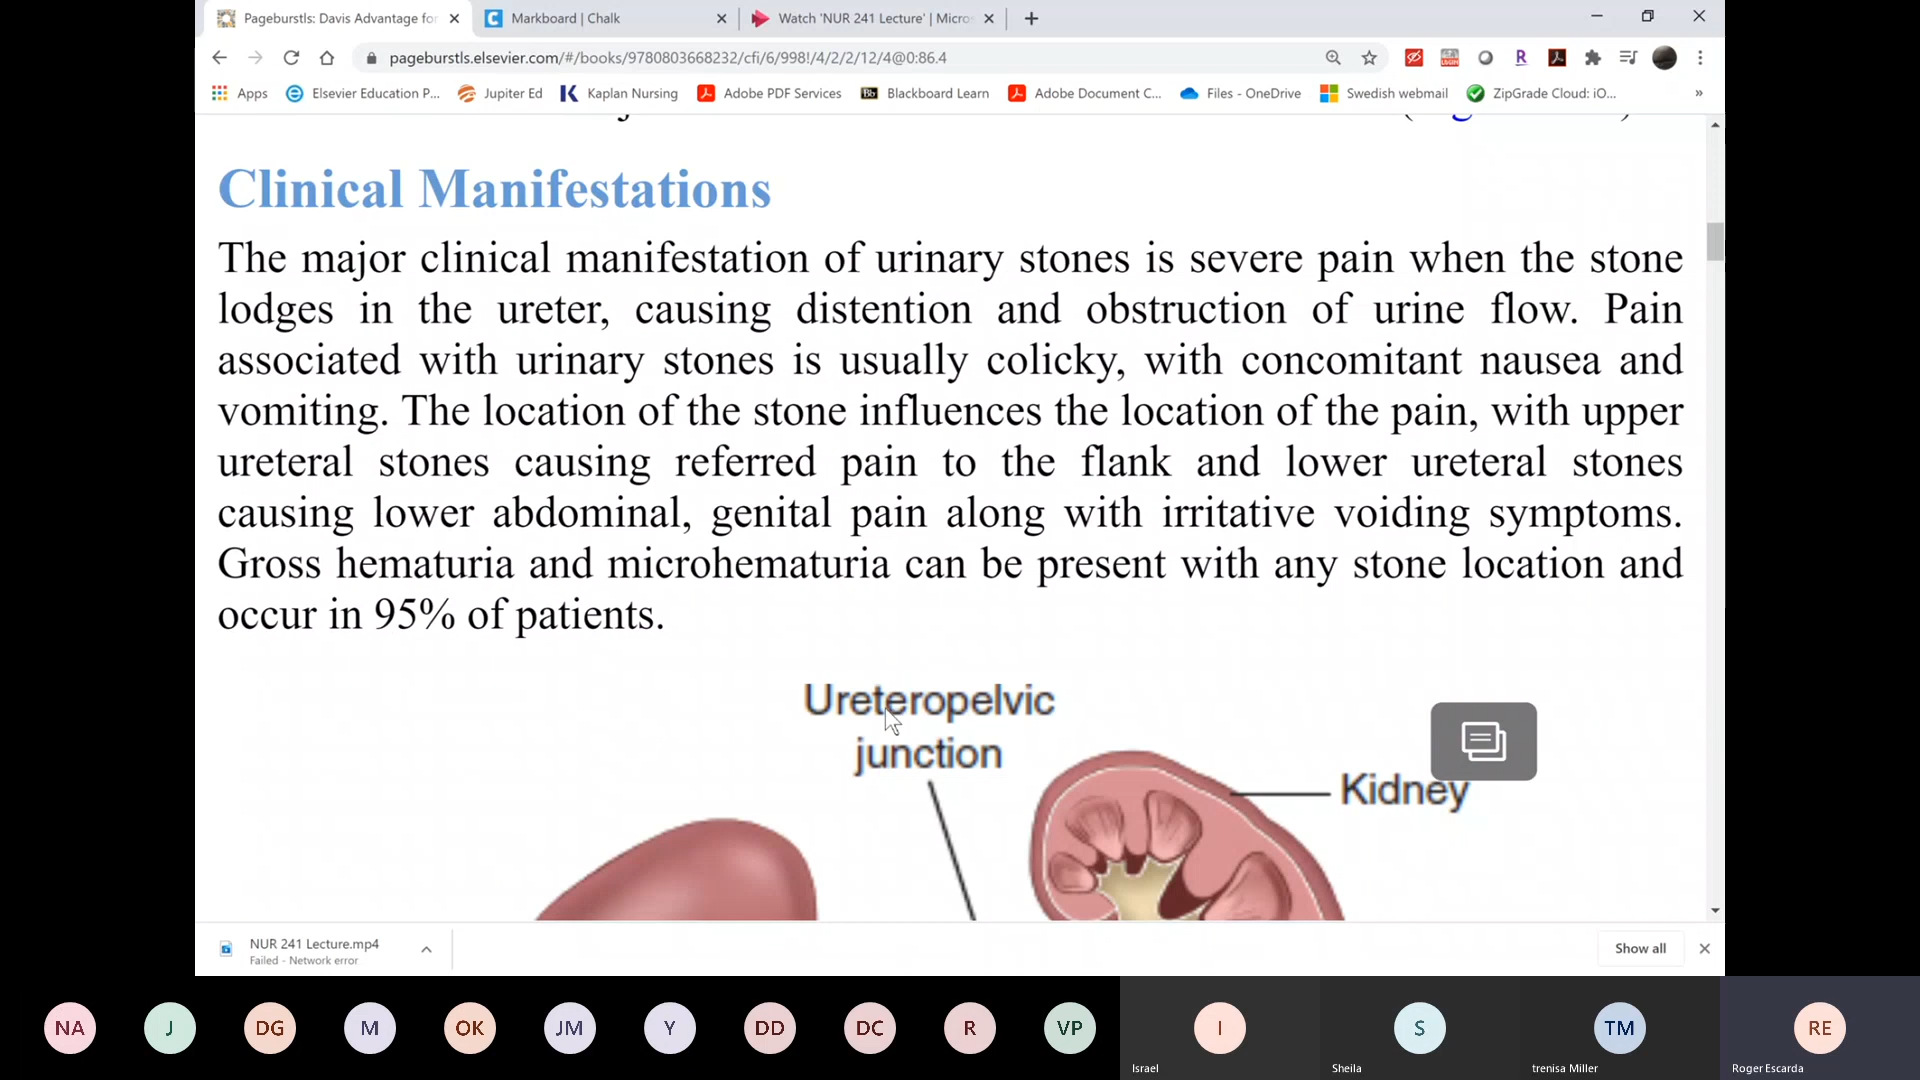 Pageburstls: Davis Advantage for
Markboard | Chalk
Watch 'NUR 241 Lecture' | Micro
pageburstls.elsevier.com/#/books/9780803668232/cfi/6/998!/4/2/2/12/4@0:86.4
Apps
Elsevier Education P...
Jupiter Ed
Kaplan Nursing
Adobe PDF Services
Bb
Blackboard Learn
Adobe Document C...
Files - OneDrive
Swedish webmail
ZipGrade Cloud: iO...
»
Clinical Manifestations
The major clinical manifestation of urinary stones is severe pain when the stone
lodges in the ureter, causing distention and obstruction of urine flow. Pain
associated with urinary stones is usually colicky, with concomitant nausea and
vomiting. The location of the stone influences the location of the pain, with upper
ureteral stones causing referred pain to the flank and lower ureteral stones
causing lower abdominal, genital pain along with irritative voiding symptoms.
Gross hematuria and microhematuria can be present with any stone location and
occur in 95% of patients.
Ureteropelvic
junction
Kidney
NUR 241 Lecture.mp4
Failed - Network error
Show all
NA
J
DG
M
OK
JM
Y
DD
DC
R
VP
I
Israel
S
Sheila
TM
trenisa Miller
RE
Roger Escarda